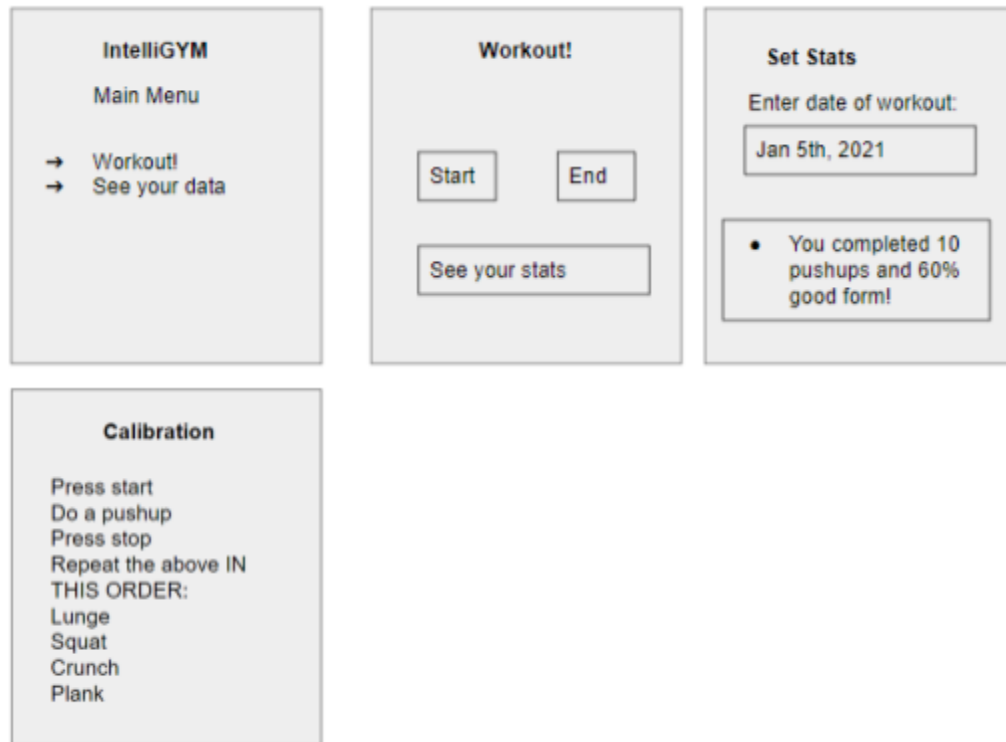 IntelliGYM
Main Menu
➔ Workout!
➔ See your data
Workout!
Start
End
See your stats
Set Stats
Enter date of workout:
Jan 5th, 2021
● You completed 10
pushups and 60%
good form!
Calibration
Press start
Do a pushup
Press stop
Repeat the above IN
THIS ORDER:
Lunge
Squat
Crunch
Plank